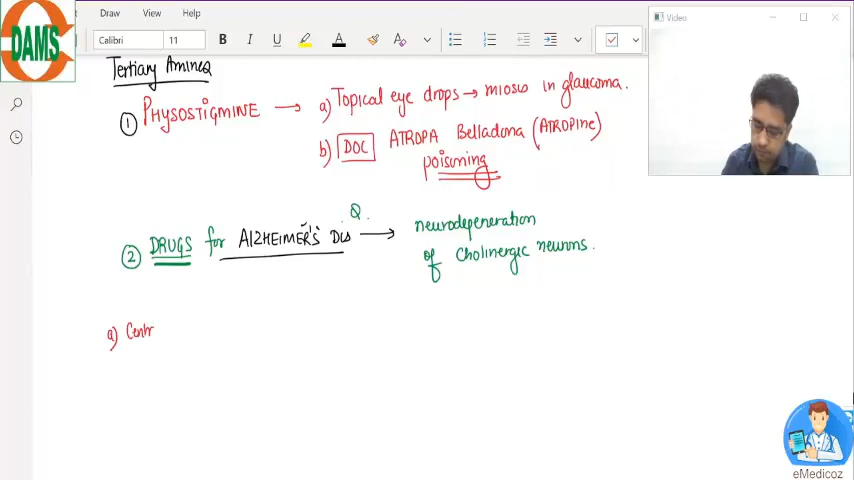 DAMS
Draw View Help
Video
Calibri 11 B I U A
Tertiary Amines
① PHYSOSTIGMINE → a) Topical eye drops → miosis in glaucoma.
b) DOC ATROPA Belladona (ATROPINE)
poisoning
② DRUGS for ALZHEIMER'S Dis Q. → neurodegeneration
of cholinergic neurons.
a) Centr
eMedicoz